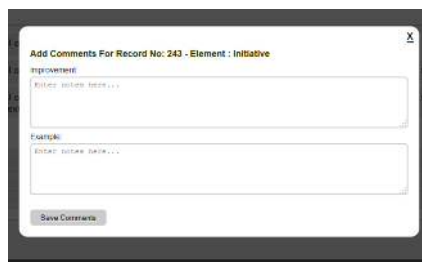 X
Add Comments For Record No: 243 - Element : Initiative
Improvement:
Enter notes here...
Example:
Enter notes here...
Save Comments